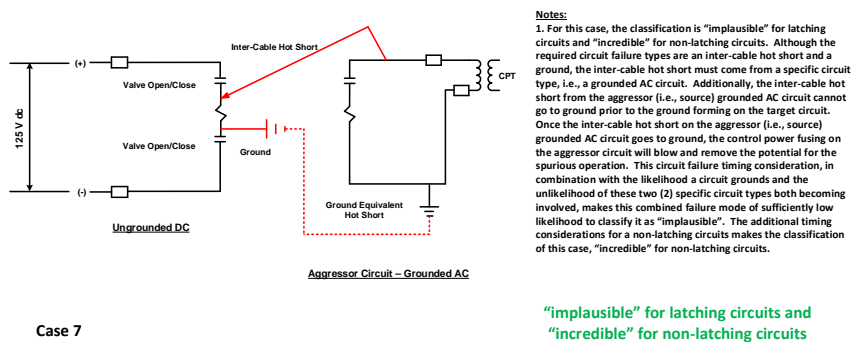 Inter-Cable Hot Short
(+)
Valve Open/Close
125 V dc
Valve Open/Close
Ground
(-)
Ungrounded DC
CPT
Ground Equivalent
Hot Short
Aggressor Circuit – Grounded AC
Notes:
1. For this case, the classification is “implausible” for latching
circuits and “incredible” for non-latching circuits.  Although the
required circuit failure types are an inter-cable hot short and a
ground, the inter-cable hot short must come from a specific circuit
type, i.e., a grounded AC circuit.  Additionally, the inter-cable hot
short from the aggressor (i.e., source) grounded AC circuit cannot
go to ground prior to the ground forming on the target circuit.
Once the inter-cable hot short on the aggressor (i.e., source)
grounded AC circuit goes to ground, the control power fusing on
the aggressor circuit will blow and remove the potential for the
spurious operation.  This circuit failure timing consideration, in
combination with the likelihood a circuit grounds and the
unlikelihood of these two (2) specific circuit types both becoming
involved, makes this combined failure mode of sufficiently low
likelihood to classify it as “implausible”.  The additional timing
considerations for a non-latching circuits makes the classification
of this case, “incredible” for non-latching circuits.
Case 7
“implausible” for latching circuits and
“incredible” for non-latching circuits